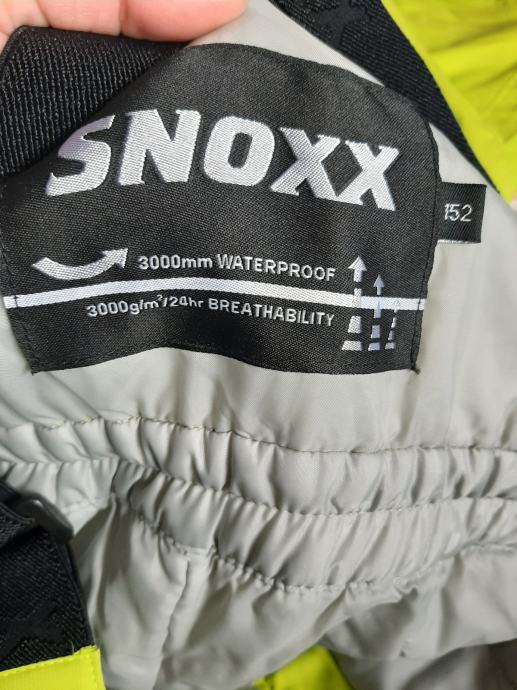 SNOXX
152
3000mm WATERPROOF
3000g/m²/24hr BREATHABILITY